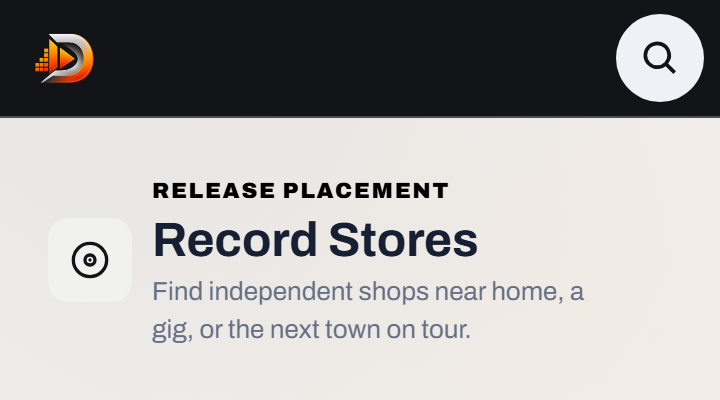 RELEASE PLACEMENT
Record Stores
Find independent shops near home, a
gig, or the next town on tour.